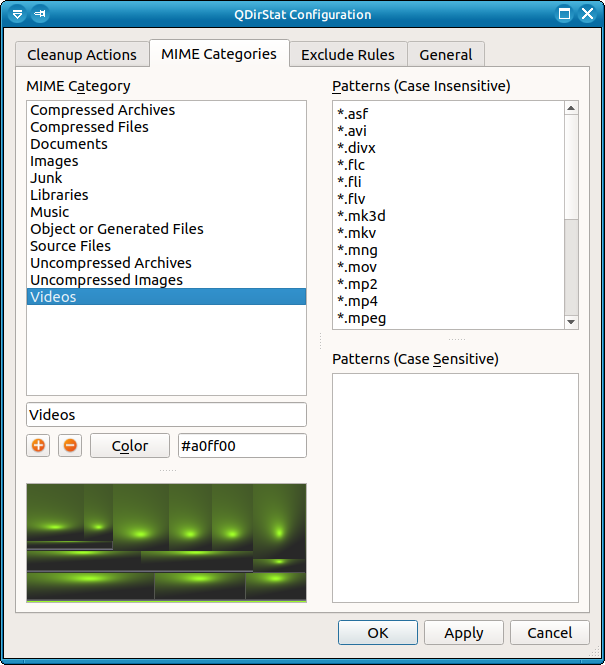 QDirStat Configuration
Cleanup Actions
MIME Categories
Exclude Rules
General
MIME Category
Compressed Archives
Compressed Files
Documents
Images
Junk
Libraries
Music
Object or Generated Files
Source Files
Uncompressed Archives
Uncompressed Images
Videos
Videos
Color
#a0ff00
Patterns (Case Insensitive)
*.asf
*.avi
*.divx
*.flc
*.fli
*.flv
*.mk3d
*.mkv
*.mng
*.mov
*.mp2
*.mp4
*.mpeg
Patterns (Case Sensitive)
OK
Apply
Cancel